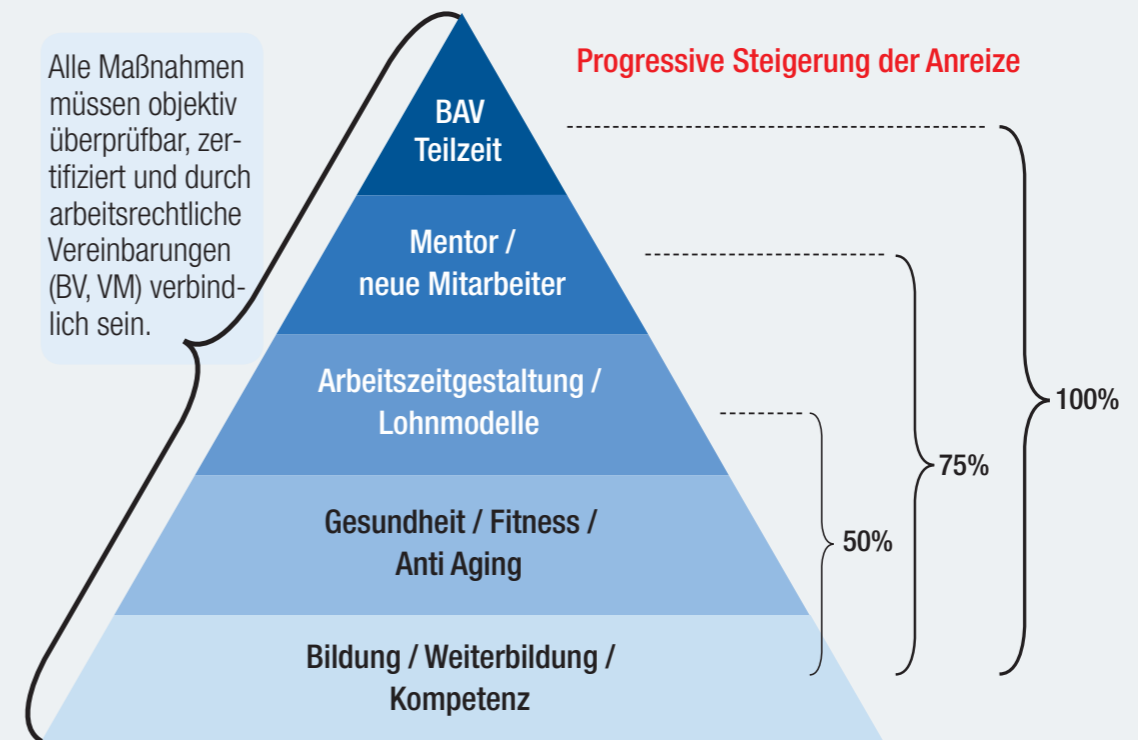 Alle Maßnahmen
müssen objektiv
überprüfbar, zer-
tifiziert und durch
arbeitsrechtliche
Vereinbarungen
(BV, VM) verbind-
lich sein.
Progressive Steigerung der Anreize
BAV
Teilzeit
Mentor /
neue Mitarbeiter
Arbeitszeitgestaltung /
Lohnmodelle
Gesundheit / Fitness /
Anti Aging
Bildung / Weiterbildung /
Kompetenz
50%
75%
100%